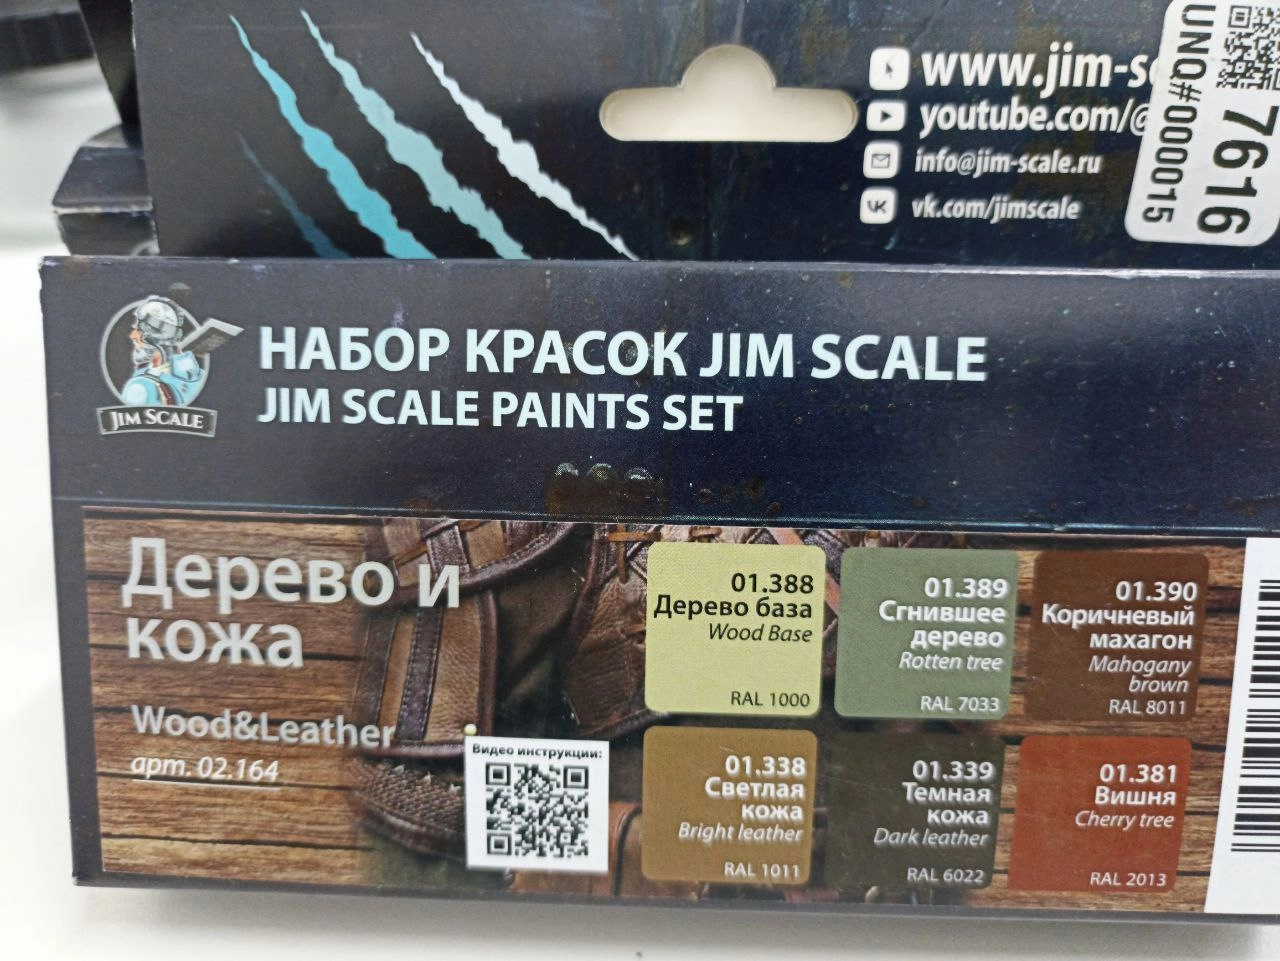 www.jim-s
youtube.com/@
info@jim-scale.ru
vk.com/jimscale
UNQ#000015
7616
JIM SCALE
НАБОР КРАСОК JIM SCALE
JIM SCALE PAINTS SET
Дерево и
кожа
Wood&Leather
арт. 02.164
Видео инструкции:
01.388
Дерево база
Wood Base
RAL 1000
01.389
Сгнившее
дерево
Rotten tree
RAL 7033
01.390
Коричневый
махагон
Mahogany
brown
RAL 8011
01.338
Светлая
кожа
Bright leather
RAL 1011
01.339
Темная
кожа
Dark leather
RAL 6022
01.381
Вишня
Cherry tree
RAL 2013